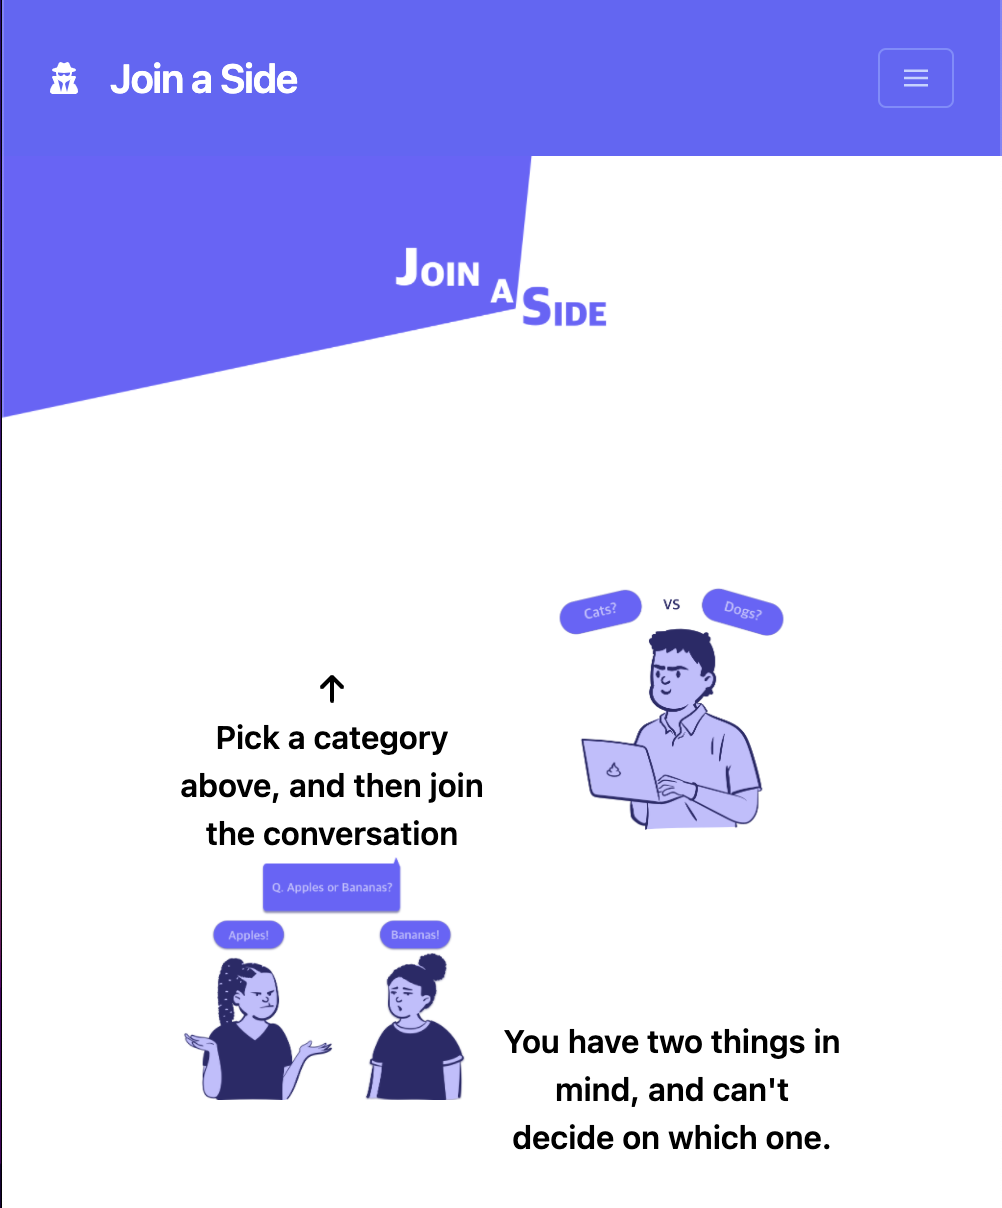 Join a Side
Join a Side
Cats? VS Dogs?
Pick a category
above, and then join
the conversation
Q. Apples or Bananas?
Apples! Bananas!
You have two things in
mind, and can't
decide on which one.